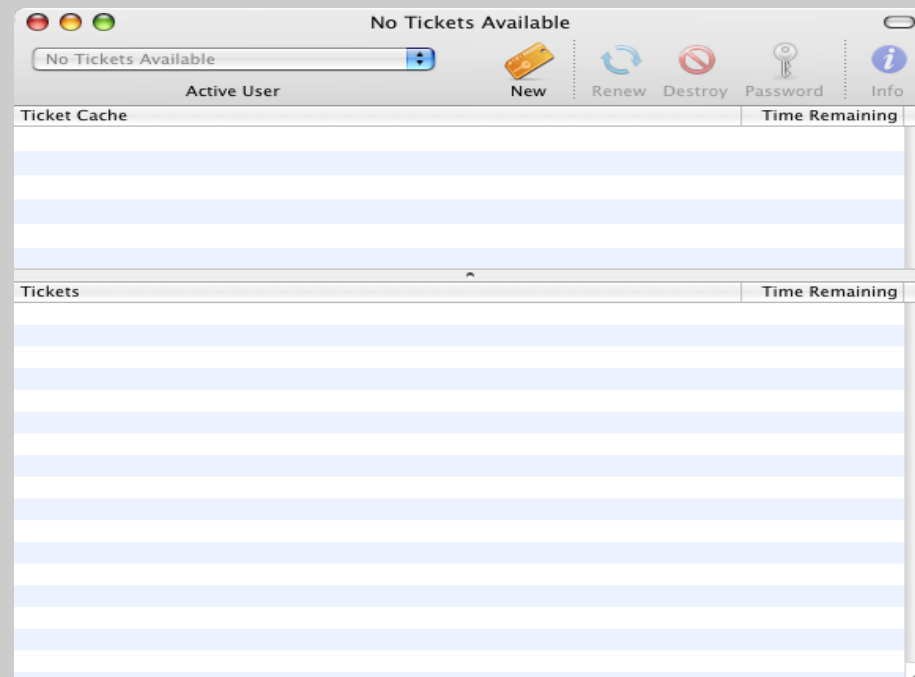 No Tickets Available
No Tickets Available
Active User
New
Renew
Destroy
Password
Info
Ticket Cache
Time Remaining
Tickets
Time Remaining